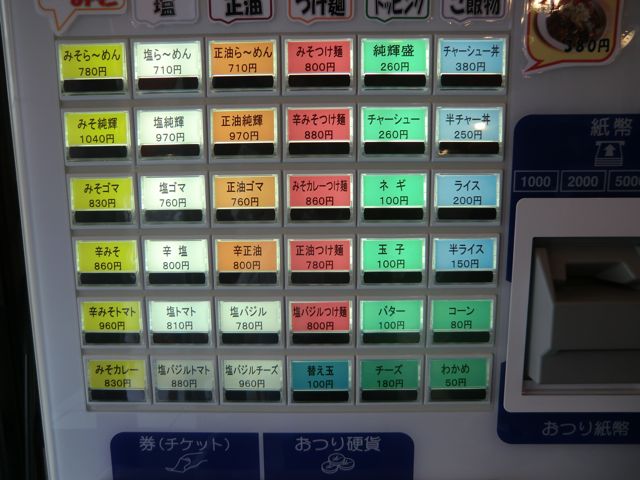 みそ 塩 正油 つけ麺 トッピング ご飯物
380円
みそら〜めん 塩ら〜めん 正油ら〜めん みそつけ麺 純輝盛 チャーシュー丼
780円 710円 710円 800円 260円 380円
みそ純輝 塩純輝 正油純輝 辛みそつけ麺 チャーシュー 半チャー丼
1040円 970円 970円 880円 260円 250円
みそゴマ 塩ゴマ 正油ゴマ みそカレーつけ麺 ネギ ライス
830円 760円 760円 860円 100円 200円
辛みそ 辛塩 辛正油 正油つけ麺 玉子 半ライス
860円 800円 800円 780円 100円 150円
辛みそトマト 塩トマト 塩バジル 塩バジルつけ麺 バター コーン
960円 810円 780円 800円 100円 80円
みそカレー 塩バジルトマト 塩バジルチーズ 替え玉 チーズ わかめ
830円 880円 960円 100円 180円 50円
紙幣
1000 2000 5000
券(チケット) おつり硬貨 おつり紙幣